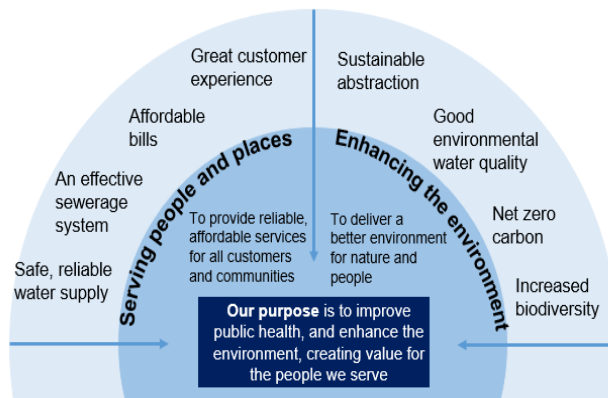 Great customer
experience
Affordable
bills
An effective
sewerage
system
Safe, reliable
water supply
Sustainable
abstraction
Good
environmental
water quality
Net zero
carbon
Increased
biodiversity
Serving people and places
Enhancing the environment
To provide reliable,
affordable services
for all customers
and communities
To deliver a
better environment
for nature and
people
Our purpose is to improve
public health, and enhance the
environment, creating value for
the people we serve